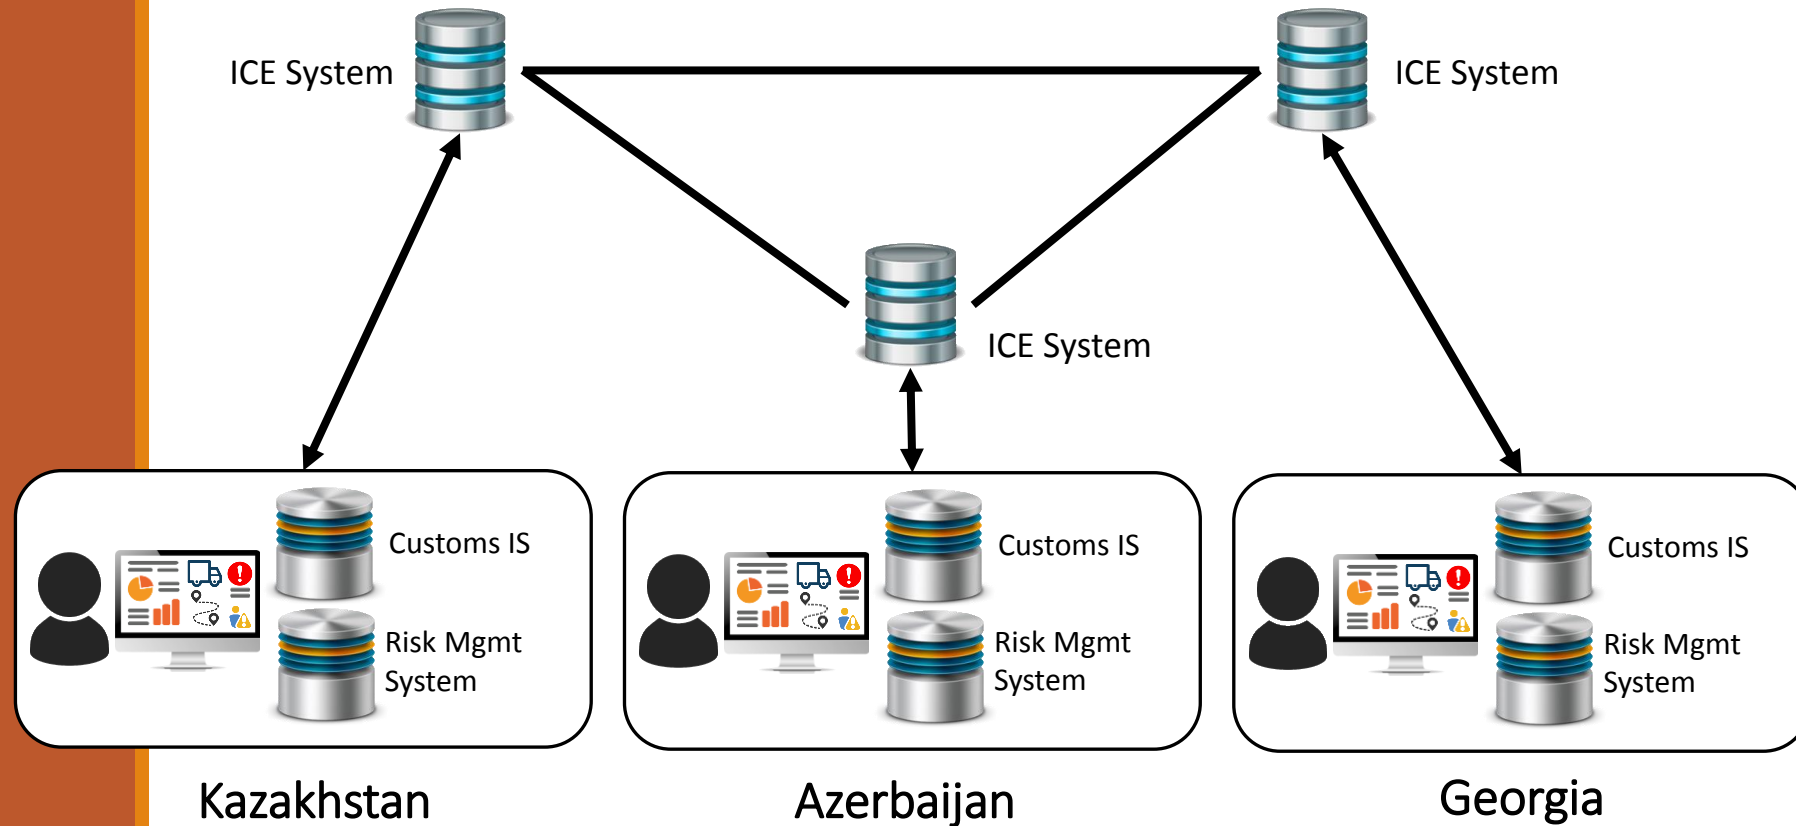 ICE System
ICE System
ICE System
Customs IS
Risk Mgmt
System
Customs IS
Risk Mgmt
System
Customs IS
Risk Mgmt
System
Kazakhstan
Azerbaijan
Georgia